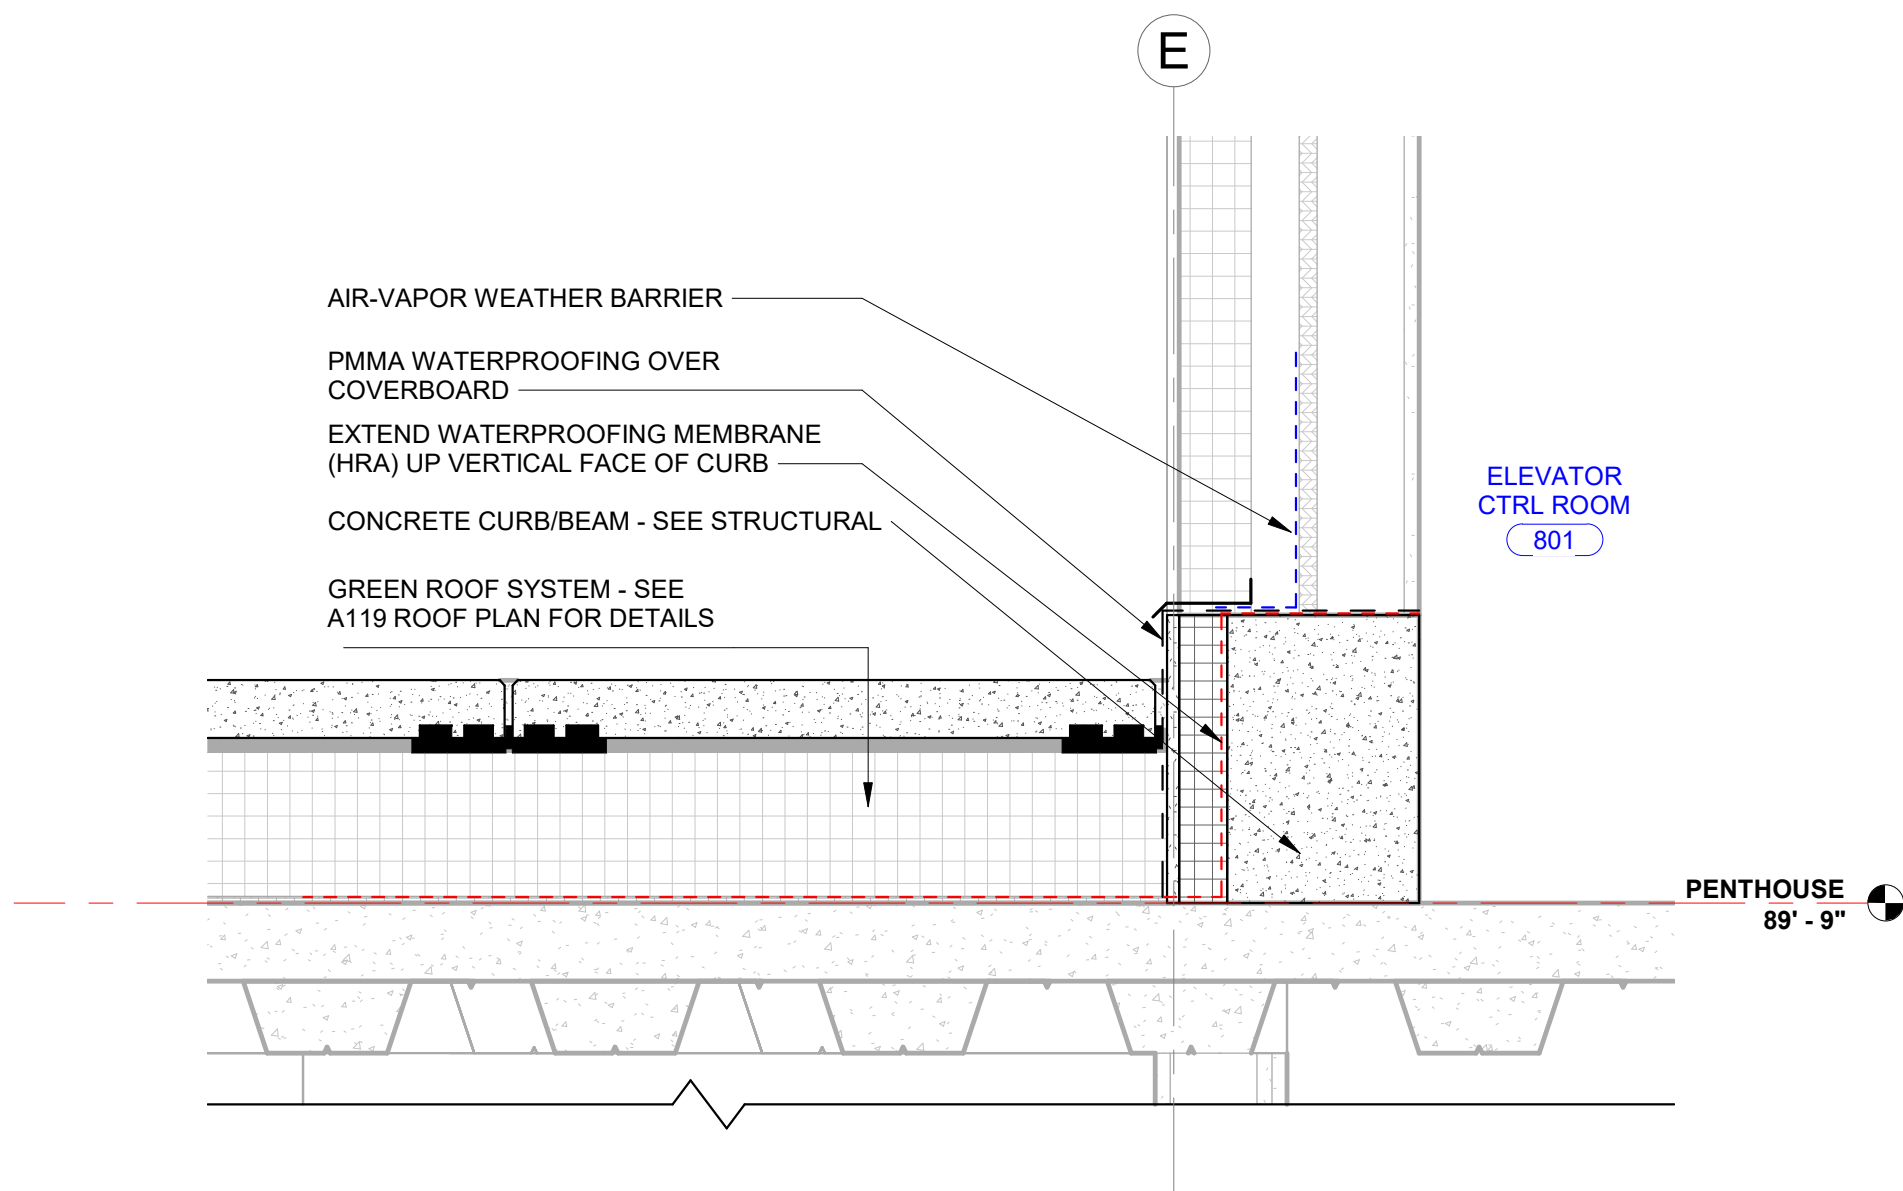 E
AIR-VAPOR WEATHER BARRIER
PMMA WATERPROOFING OVER
COVERBOARD
EXTEND WATERPROOFING MEMBRANE
(HRA) UP VERTICAL FACE OF CURB
CONCRETE CURB/BEAM - SEE STRUCTURAL
GREEN ROOF SYSTEM - SEE
A119 ROOF PLAN FOR DETAILS
ELEVATOR
CTRL ROOM
801
PENTHOUSE
89' - 9"